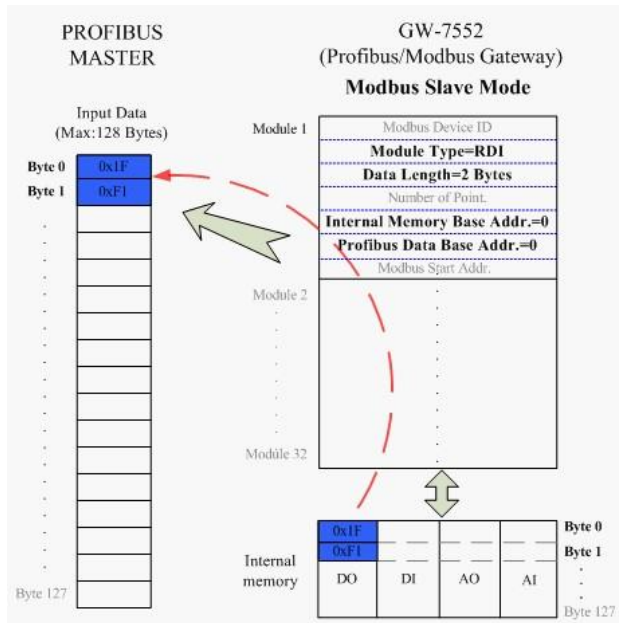 PROFIBUS
MASTER
Input Data
(Max:128 Bytes)
Byte 0
0x1F
Byte 1
0xF1
Byte 127
GW-7552
(Profibus/Modbus Gateway)
Modbus Slave Mode
Module 1
Modbus Device ID
Module Type=RDI
Data Length=2 Bytes
Number of Point.
Internal Memory Base Addr.=0
Profibus Data Base Addr.=0
Modbus Start Addr.
Module 2
Module 32
Internal
memory
0x1F
Byte 0
0xF1
Byte 1
DO DI AO AI
Byte 127